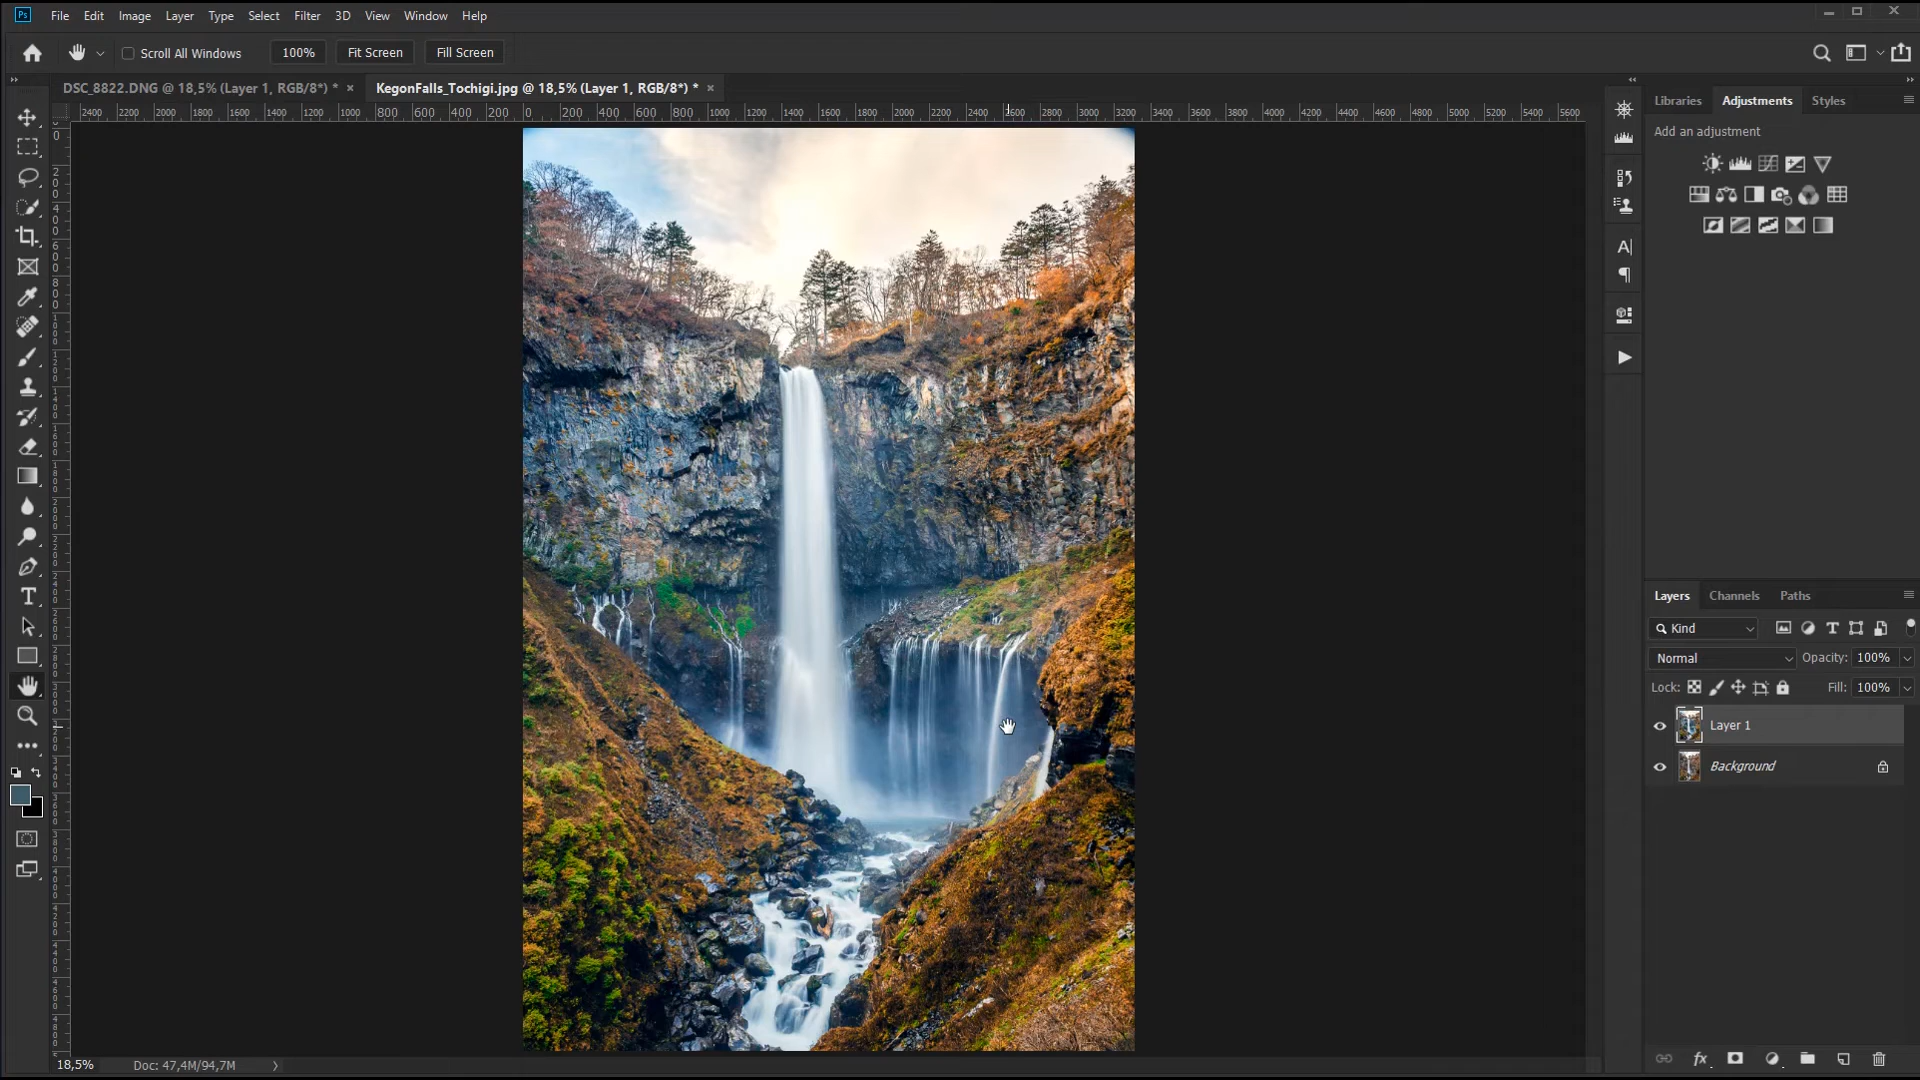 Ps File Edit Image Layer Type Select Filter 3D View Window Help
Scroll All Windows 100% Fit Screen Fill Screen
DSC_8822.DNG @ 18,5% (Layer 1, RGB/8*) * × KegonFalls_Tochigi.jpg @ 18,5% (Layer 1, RGB/8*) * ×
2400 2200 2000 1800 1600 1400 1200 1000 800 600 400 200 0 200 400 600 800 1000 1200 1400 1600 1800 2000 2200 2400 2600 2800 3000 3200 3400 3600 3800 4000 4200 4400 4600 4800 5000 5200 5400 5600
Libraries Adjustments Styles
Add an adjustment
Layers Channels Paths
Kind
Normal Opacity: 100%
Lock: Fill: 100%
Layer 1
Background
fx
18,5% Doc: 47,4M/94,7M